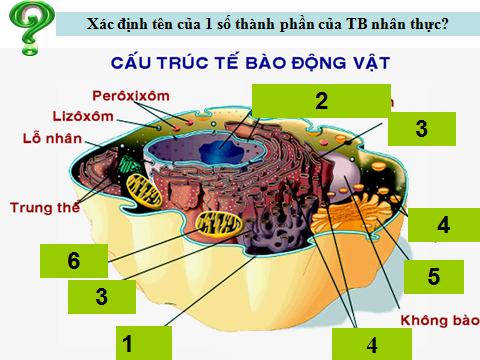 Xác định tên của 1 số thành phần của TB nhân thực?
CẤU TRÚC TẾ BÀO ĐỘNG VẬT
Perôxixôm
2
Lizôxôm
3
Lỗ nhân
Trung thể
4
6
5
3
Không bào
1
4